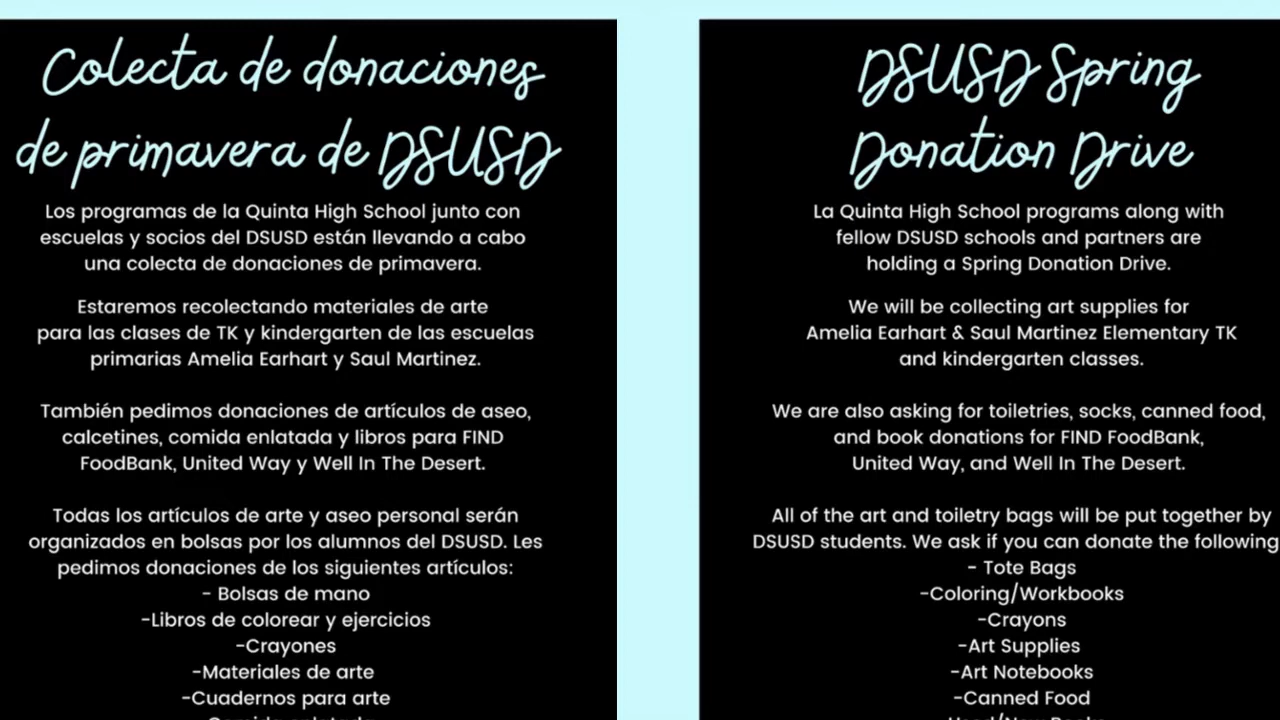 Colecta de donaciones
de primavera de DSUSD
Los programas de la Quinta High School junto con
escuelas y socios del DSUSD están llevando a cabo
una colecta de donaciones de primavera.
Estaremos recolectando materiales de arte
para las clases de TK y kindergarten de las escuelas
primarias Amelia Earhart y Saul Martinez.
También pedimos donaciones de artículos de aseo,
calcetines, comida enlatada y libros para FIND
FoodBank, United Way y Well In The Desert.
Todas los artículos de arte y aseo personal serán
organizados en bolsas por los alumnos del DSUSD. Les
pedimos donaciones de los siguientes artículos:
- Bolsas de mano
-Libros de colorear y ejercicios
-Crayones
-Materiales de arte
-Cuadernos para arte
DSUSD Spring
Donation Drive
La Quinta High School programs along with
fellow DSUSD schools and partners are
holding a Spring Donation Drive.
We will be collecting art supplies for
Amelia Earhart & Saul Martinez Elementary TK
and kindergarten classes.
We are also asking for toiletries, socks, canned food,
and book donations for FIND FoodBank,
United Way, and Well In The Desert.
All of the art and toiletry bags will be put together by
DSUSD students. We ask if you can donate the following
- Tote Bags
-Coloring/Workbooks
-Crayons
-Art Supplies
-Art Notebooks
-Canned Food